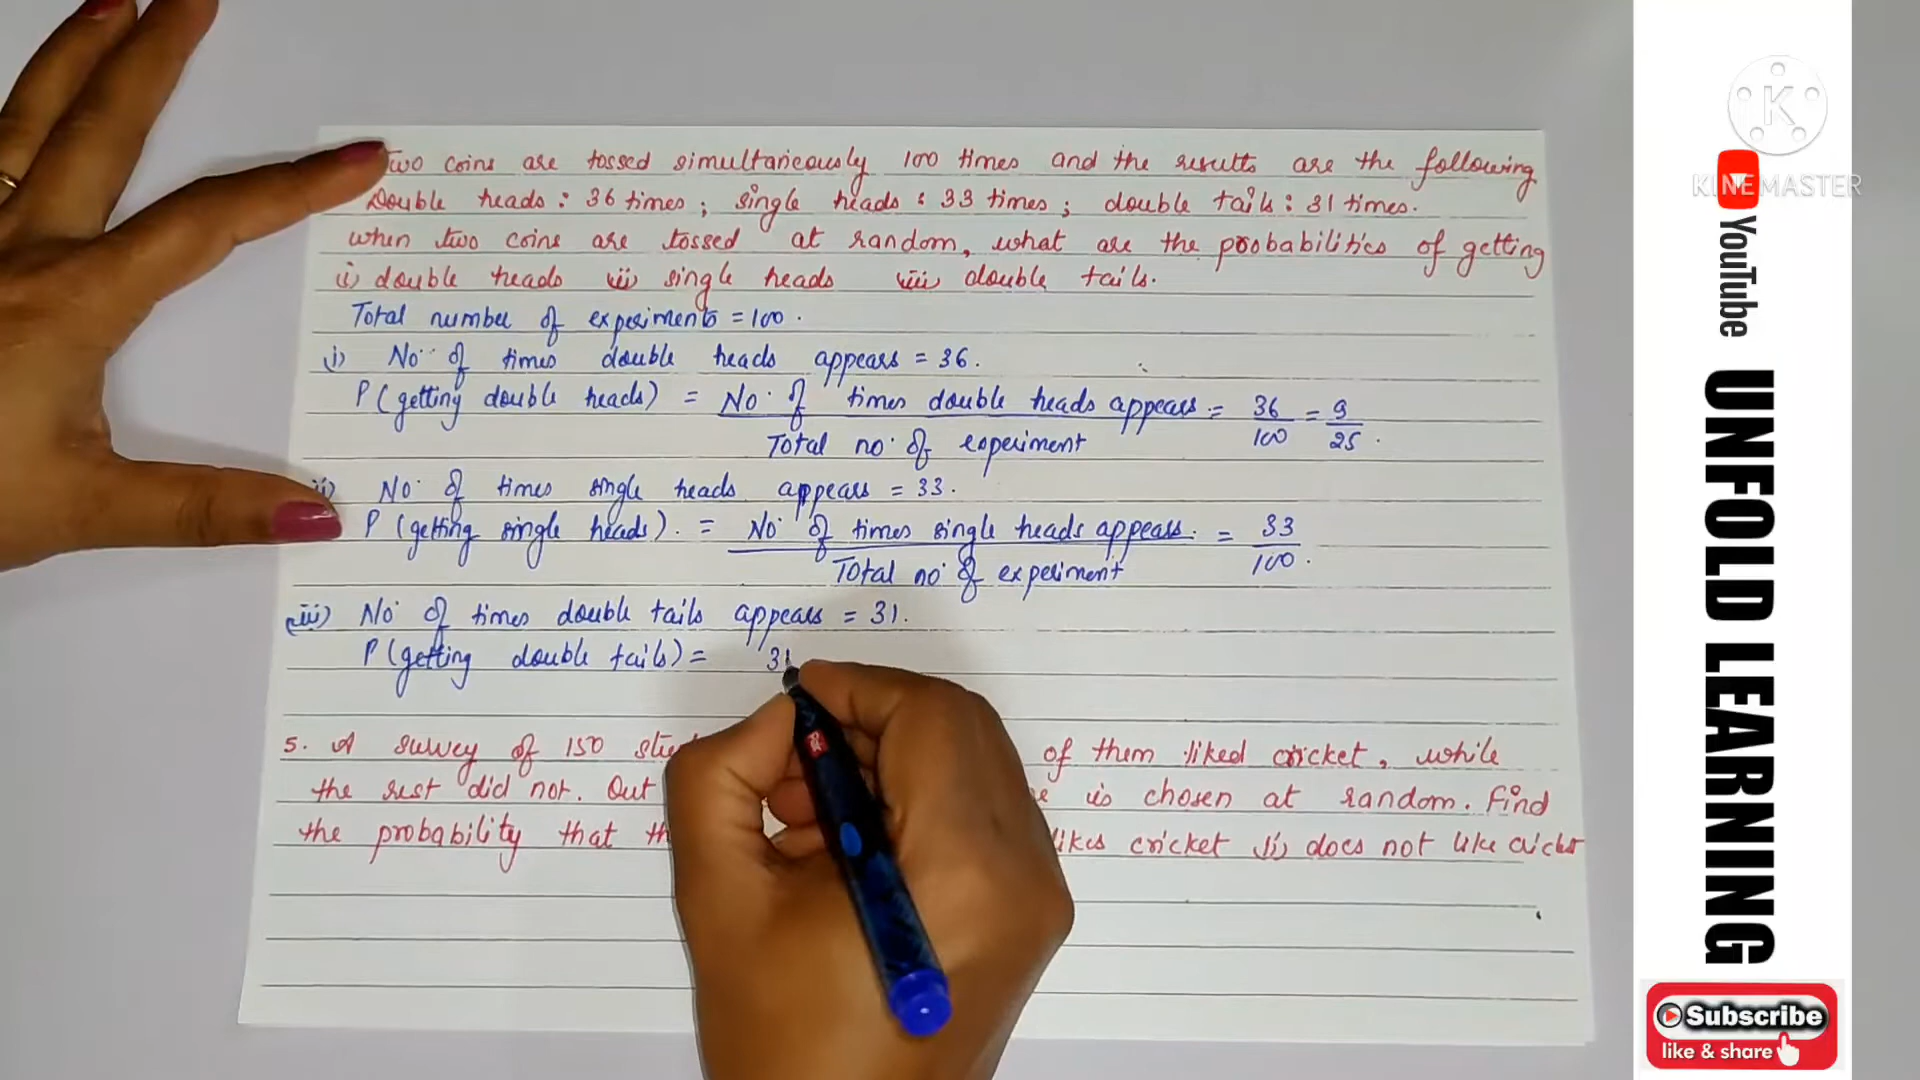 Two coins are tossed simultaneously 100 times and the results are the following
Double heads : 36 times ; single heads : 33 times ; double tails : 31 times.
when two coins are tossed at random, what are the probabilities of getting
i) double heads ii) single heads iii) double tails.
Total number of experiments = 100.
i) No. of times double heads appears = 36.
P(getting double heads) = No. of times double heads appears = 36 = 9
Total no. of experiment 100 25.
ii) No. of times single heads appears = 33.
P(getting single heads). = No. of times single heads appears. = 33
Total no. of experiment 100.
iii) No. of times double tails appears = 31.
P(getting double tails) = 31
5. A survey of 150 of them liked cricket, while
the rest did not. Out is chosen at random. Find
the probability that cricket ii) does not like cricket
KINEMASTER
YouTube
UNFOLD LEARNING
Subscribe
like & share